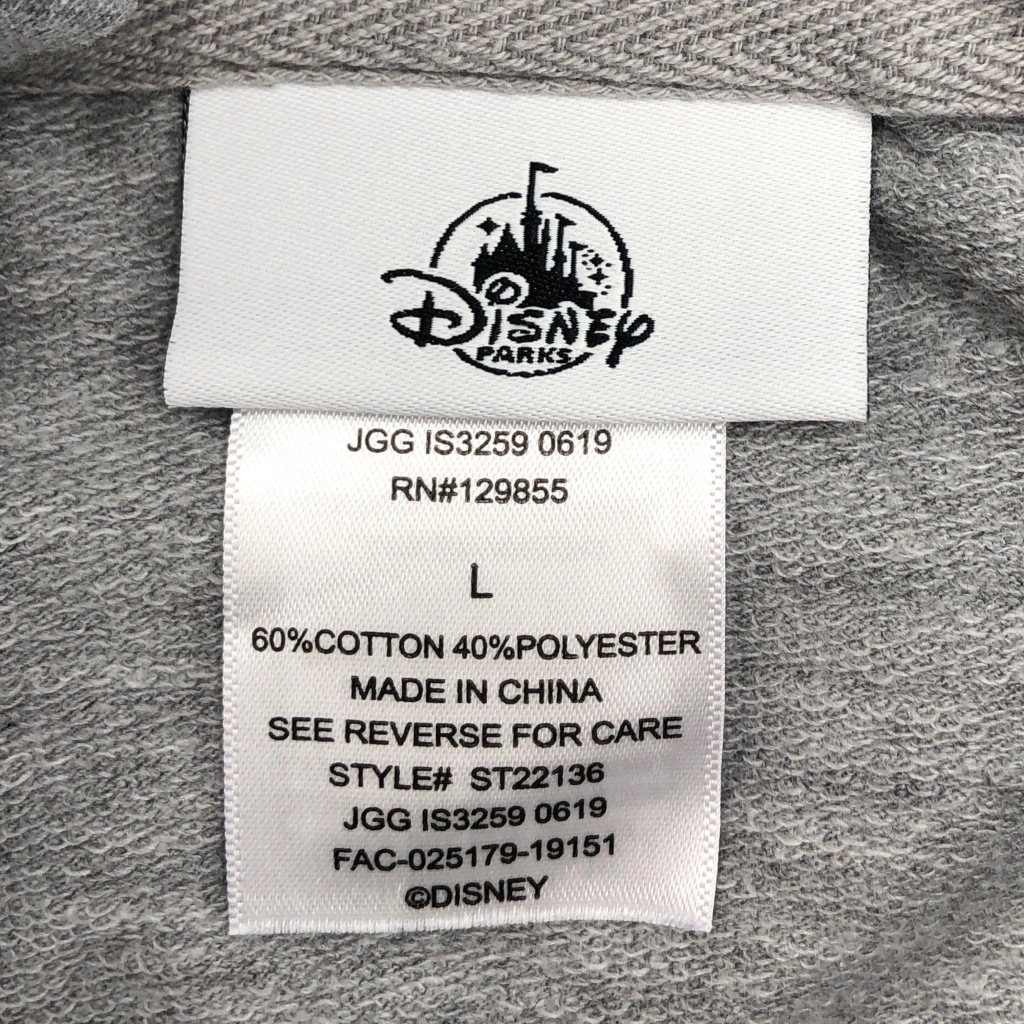 DISNEY
PARKS
JGG IS3259 0619
RN#129855
L
60%COTTON 40%POLYESTER
MADE IN CHINA
SEE REVERSE FOR CARE
STYLE# ST22136
JGG IS3259 0619
FAC-025179-19151
©DISNEY